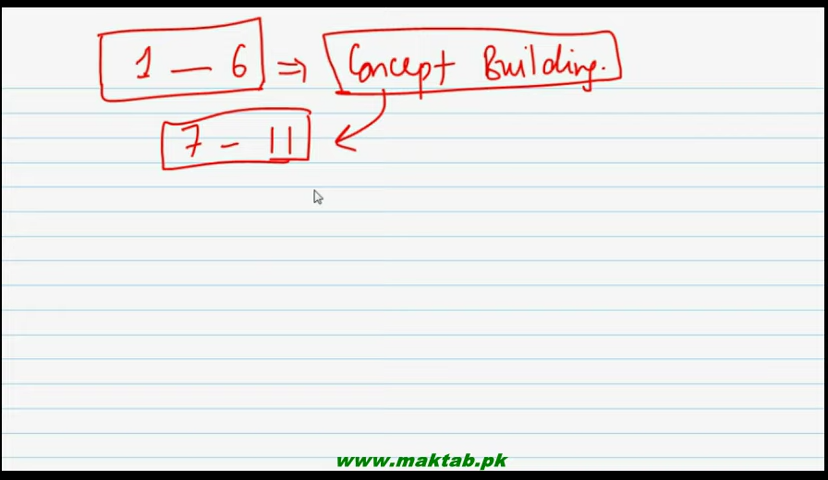 1 — 6 ⇒ Concept Building.
7 - 11
www.maktab.pk